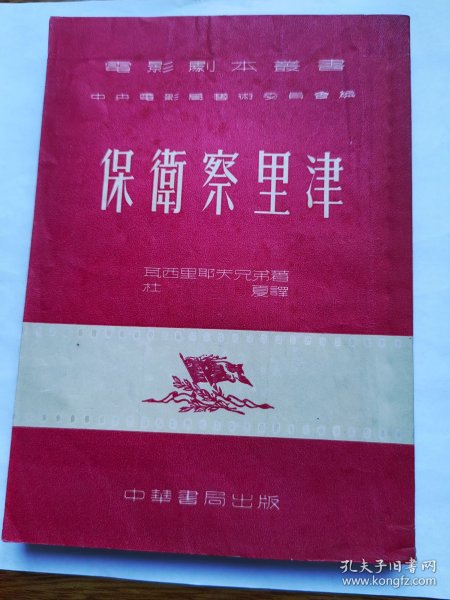 電影劇本叢書
中央電影局藝術委員會編
保衛察里津
瓦西里耶夫兄弟著
杜 夏譯
中華書局出版
孔夫子旧书网
www.kongfz.com